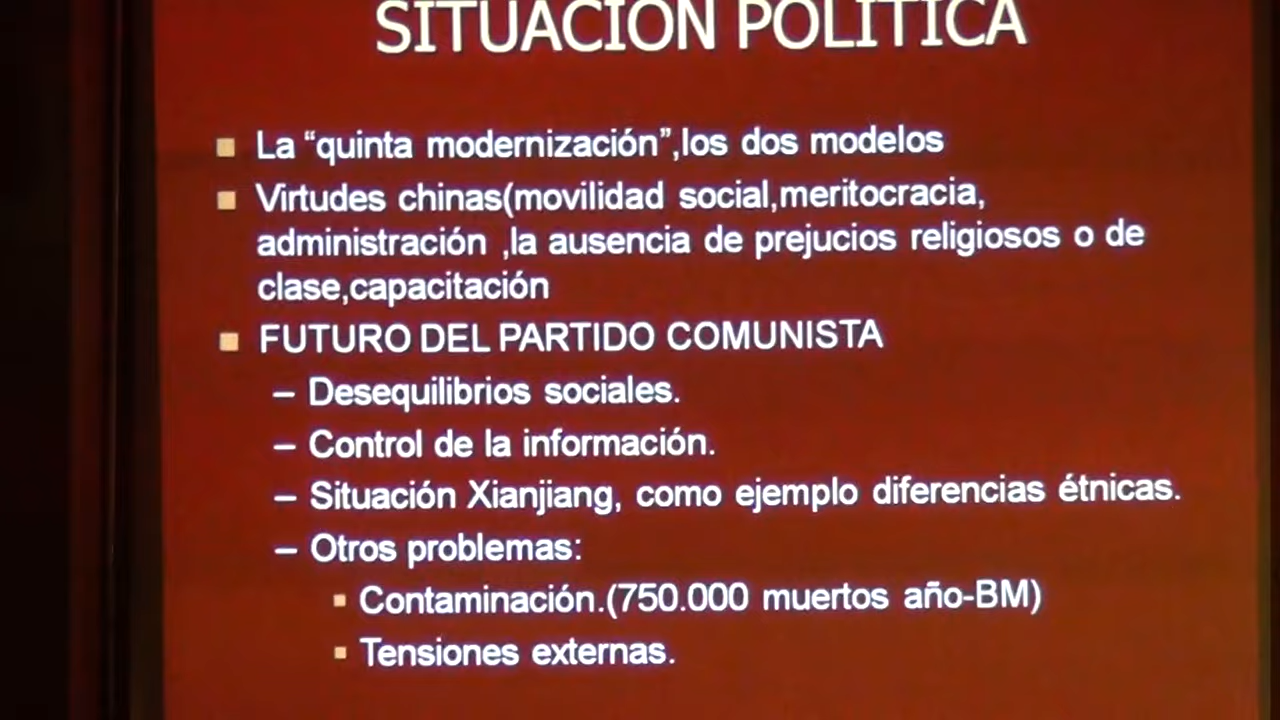 SITUACIÓN POLÍTICA
La “quinta modernización”,los dos modelos
Virtudes chinas(movilidad social,meritocracia,
administración ,la ausencia de prejucios religiosos o de
clase,capacitación
FUTURO DEL PARTIDO COMUNISTA
– Desequilibrios sociales.
– Control de la información.
– Situación Xianjiang, como ejemplo diferencias étnicas.
– Otros problemas:
Contaminación.(750.000 muertos año-BM)
Tensiones externas.